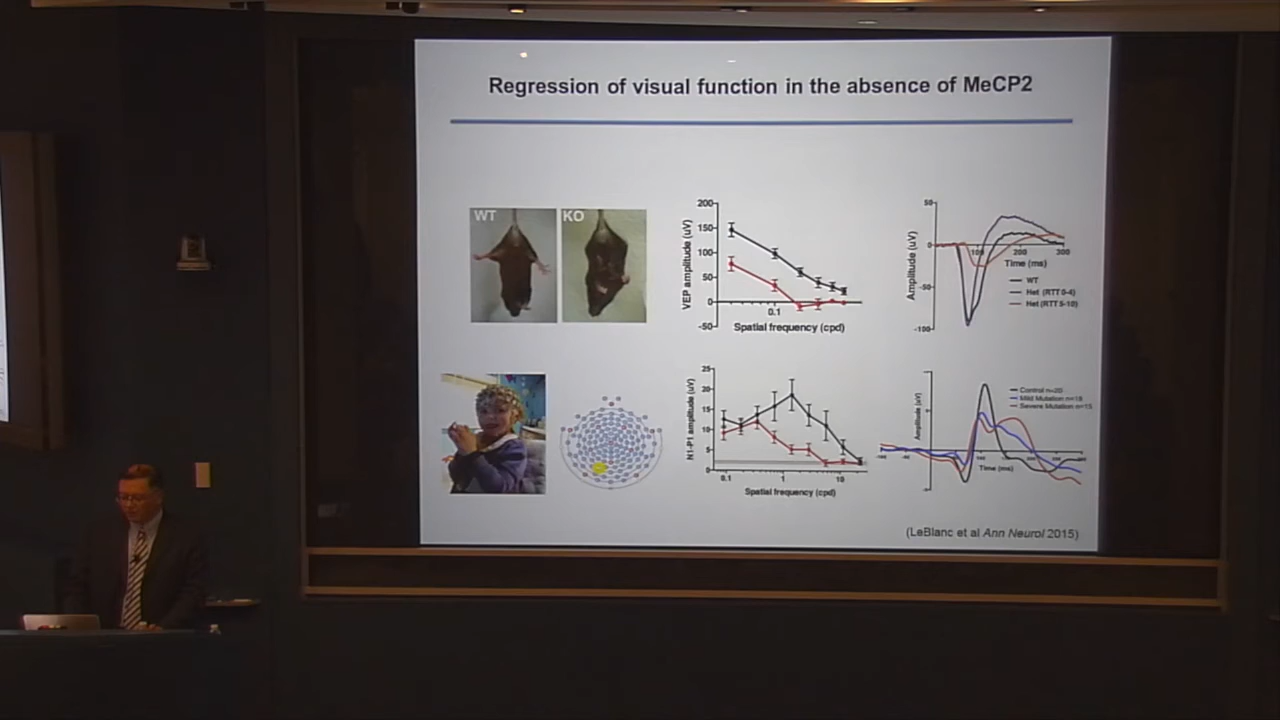 Regression of visual function in the absence of MeCP2
WT
KO
VEP amplitude (uV)
200
150
100
50
0
-50
0.1
Spatial frequency (cpd)
Amplitude (uV)
50
0
-50
-100
100
200
300
Time (ms)
WT
Het (RTT 0-4)
Het (RTT 5-10)
N1-P1 amplitude (uV)
25
20
15
10
5
0
0.1
1
10
Spatial frequency (cpd)
Amplitude (uV)
Control n=20
Mild Mutation n=18
Severe Mutation n=15
Time (ms)
(LeBlanc et al Ann Neurol 2015)